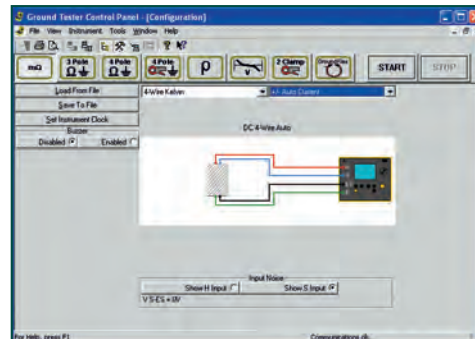 Ground Tester Control Panel - [Configuration]
File View Instrument Tools Window Help
mΩ 3 Pole 4 Pole 4 Pole ρ V 2 Clamp START STOP
Load From File
Save To File
Set Instrument Clock
Buzzer
Disabled Enabled
4-Wire Kelvin +/- Auto Current
DC 4-Wire Auto
Input Noise
Show H Input Show S Input
For Help, press F1